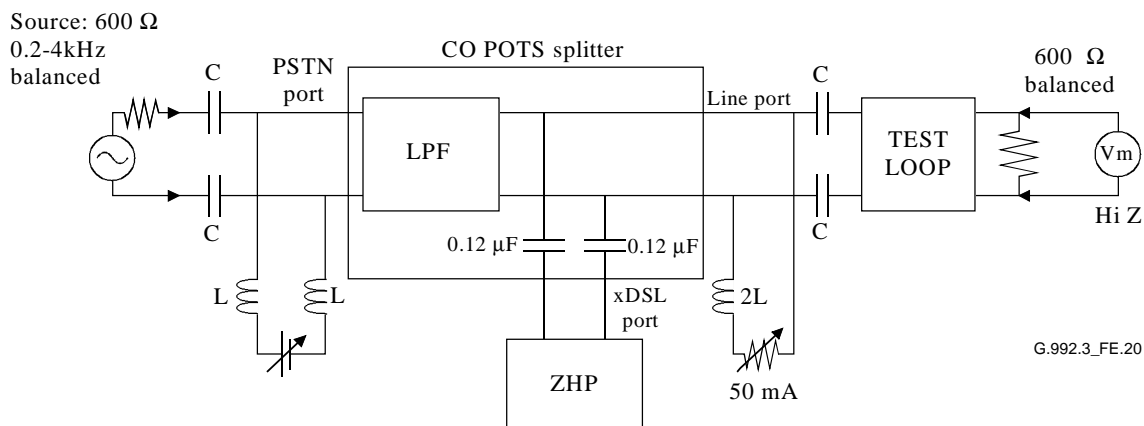 Source: 600 Ω
0.2-4kHz
balanced
C
PSTN
port
CO POTS splitter
LPF
Line port
C
TEST
LOOP
600 Ω
balanced
Vm
Hi Z
C
C
0.12 µF
0.12 µF
L
L
xDSL
port
2L
ZHP
50 mA
G.992.3_FE.20